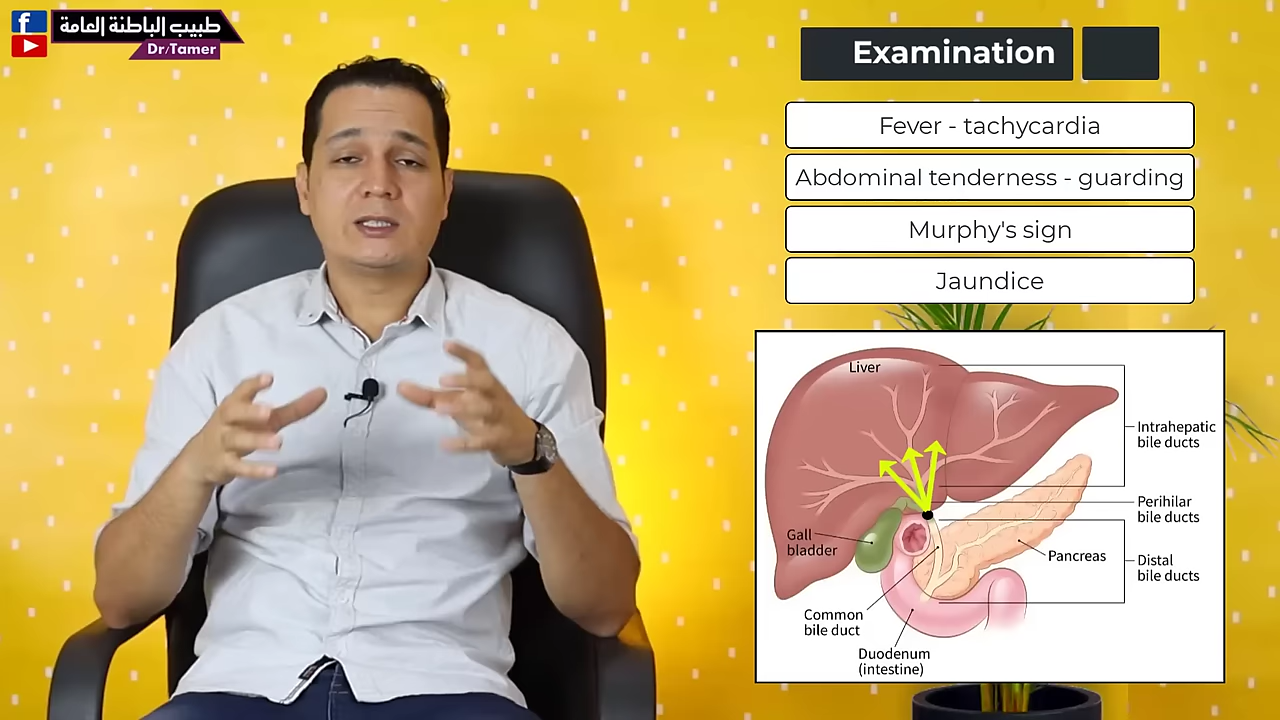 طبيب الباطنة العامة
Dr/Tamer
Examination
Fever - tachycardia
Abdominal tenderness - guarding
Murphy's sign
Jaundice
Liver
Intrahepatic
bile ducts
Perihilar
bile ducts
Gall
bladder
Pancreas
Distal
bile ducts
Common
bile duct
Duodenum
(intestine)